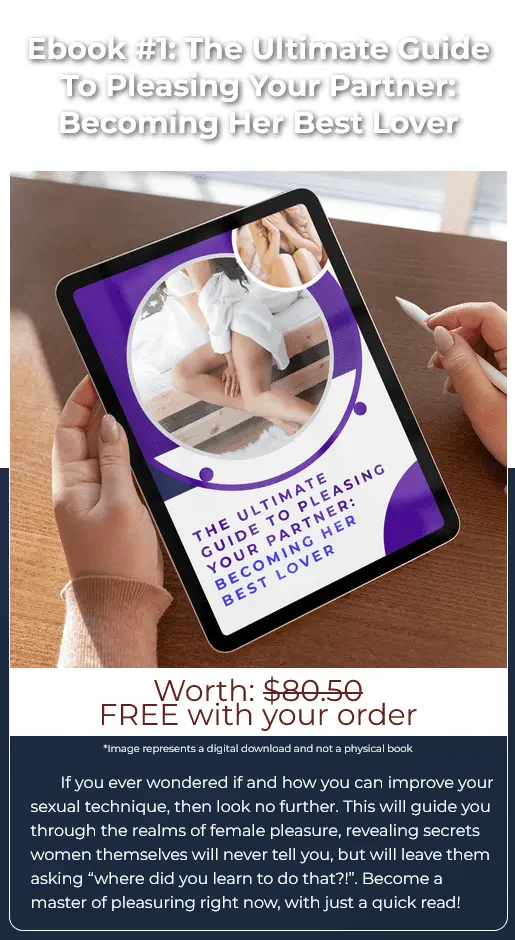 Ebook #1: The Ultimate Guide
To Pleasing Your Partner:
Becoming Her Best Lover
THE ULTIMATE
GUIDE TO PLEASING
YOUR PARTNER:
BECOMING HER
BEST LOVER
Worth: $80.50
FREE with your order
*Image represents a digital download and not a physical book
If you ever wondered if and how you can improve your
sexual technique, then look no further. This will guide you
through the realms of female pleasure, revealing secrets
women themselves will never tell you, but will leave them
asking “where did you learn to do that?!”. Become a
master of pleasuring right now, with just a quick read!